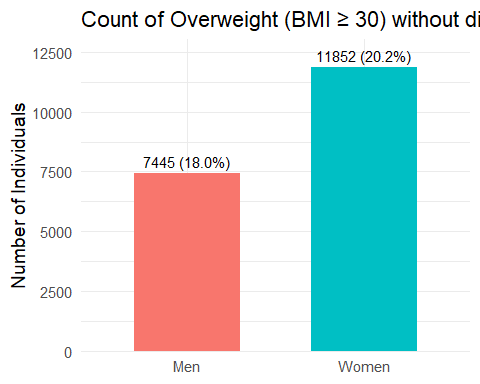 Count of Overweight (BMI ≥ 30) without di
11852 (20.2%)
12500
10000
7445 (18.0%)
7500
5000
2500
0
Number of Individuals
Men
Women